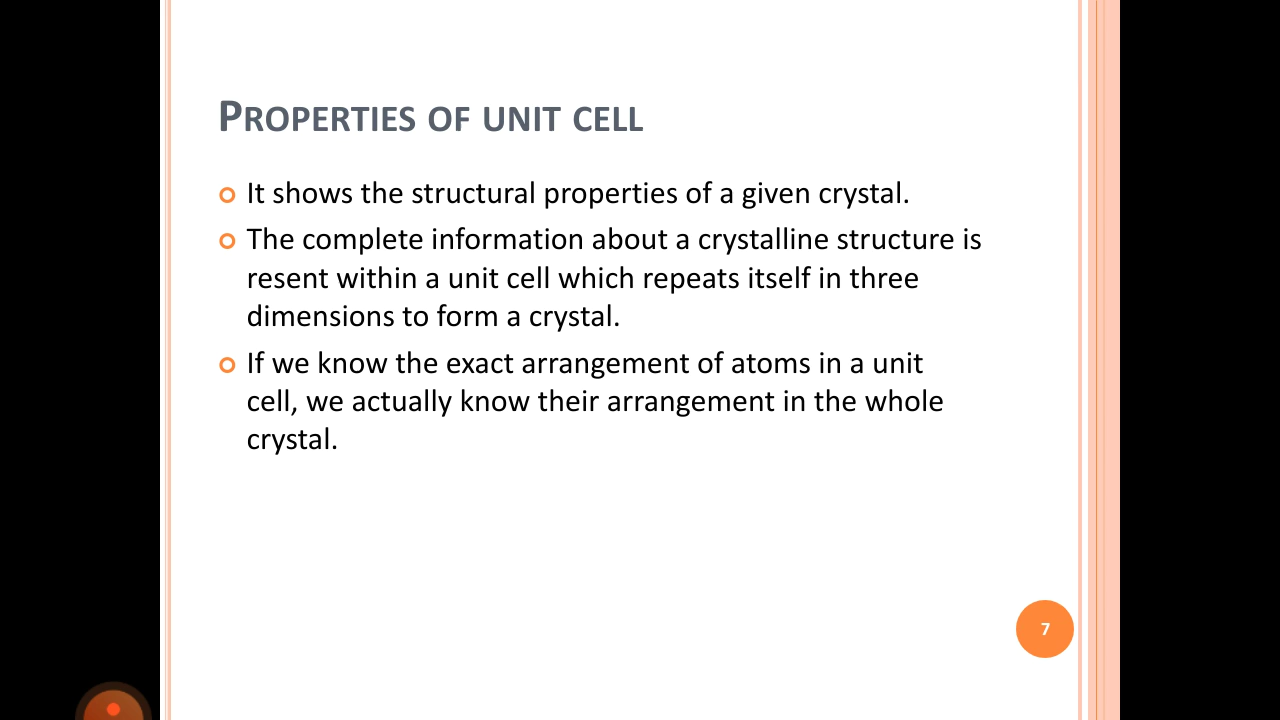 PROPERTIES OF UNIT CELL
It shows the structural properties of a given crystal.
The complete information about a crystalline structure is
resent within a unit cell which repeats itself in three
dimensions to form a crystal.
If we know the exact arrangement of atoms in a unit
cell, we actually know their arrangement in the whole
crystal.
7